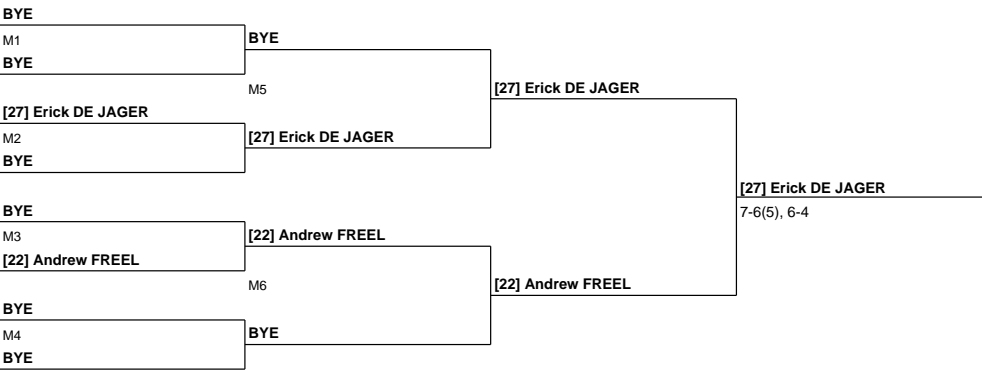 BYE
M1
BYE
BYE
M5
[27] Erick DE JAGER
[27] Erick DE JAGER
M2
[27] Erick DE JAGER
BYE
[27] Erick DE JAGER
7-6(5), 6-4
BYE
M3
[22] Andrew FREEL
[22] Andrew FREEL
M6
[22] Andrew FREEL
BYE
M4
BYE
BYE